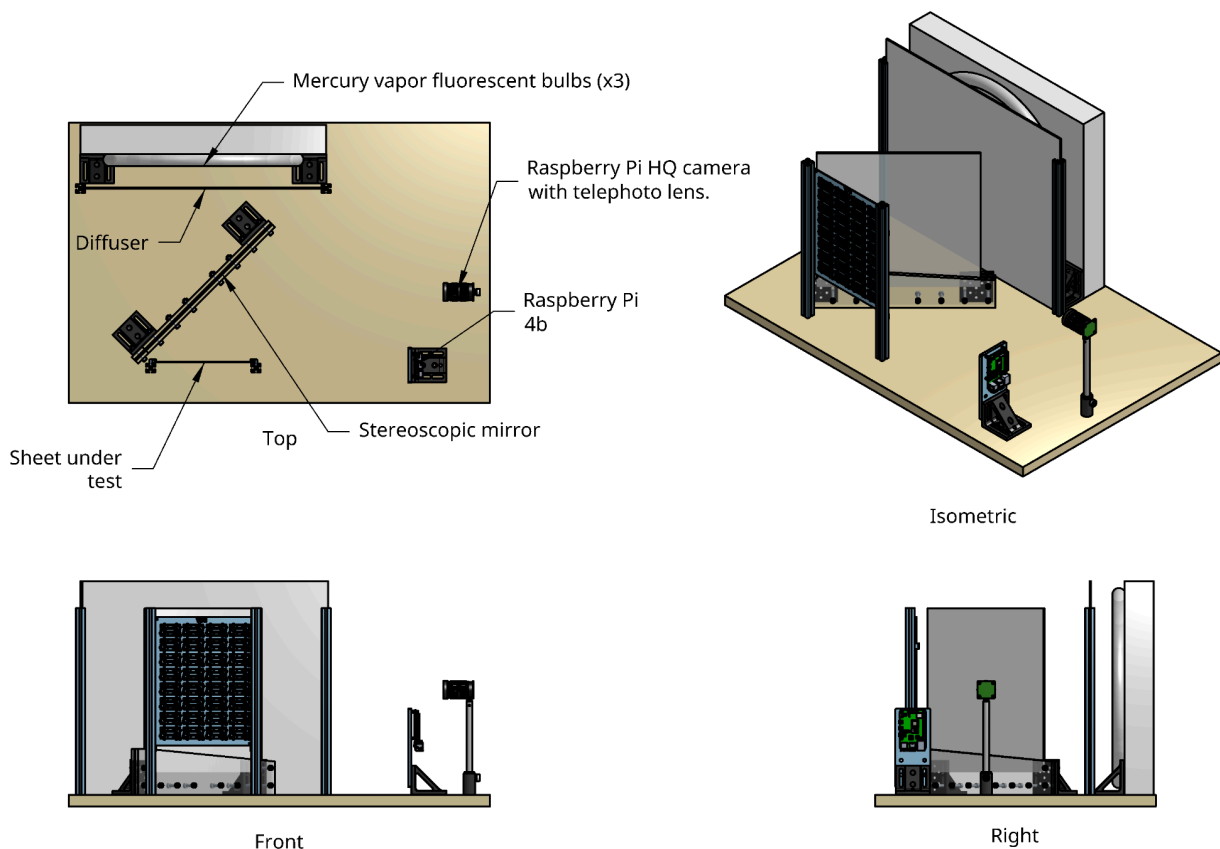 Mercury vapor fluorescent bulbs (x3)
Raspberry Pi HQ camera
with telephoto lens.
Diffuser
Raspberry Pi
4b
Stereoscopic mirror
Top
Sheet under
test
Isometric
Front
Right